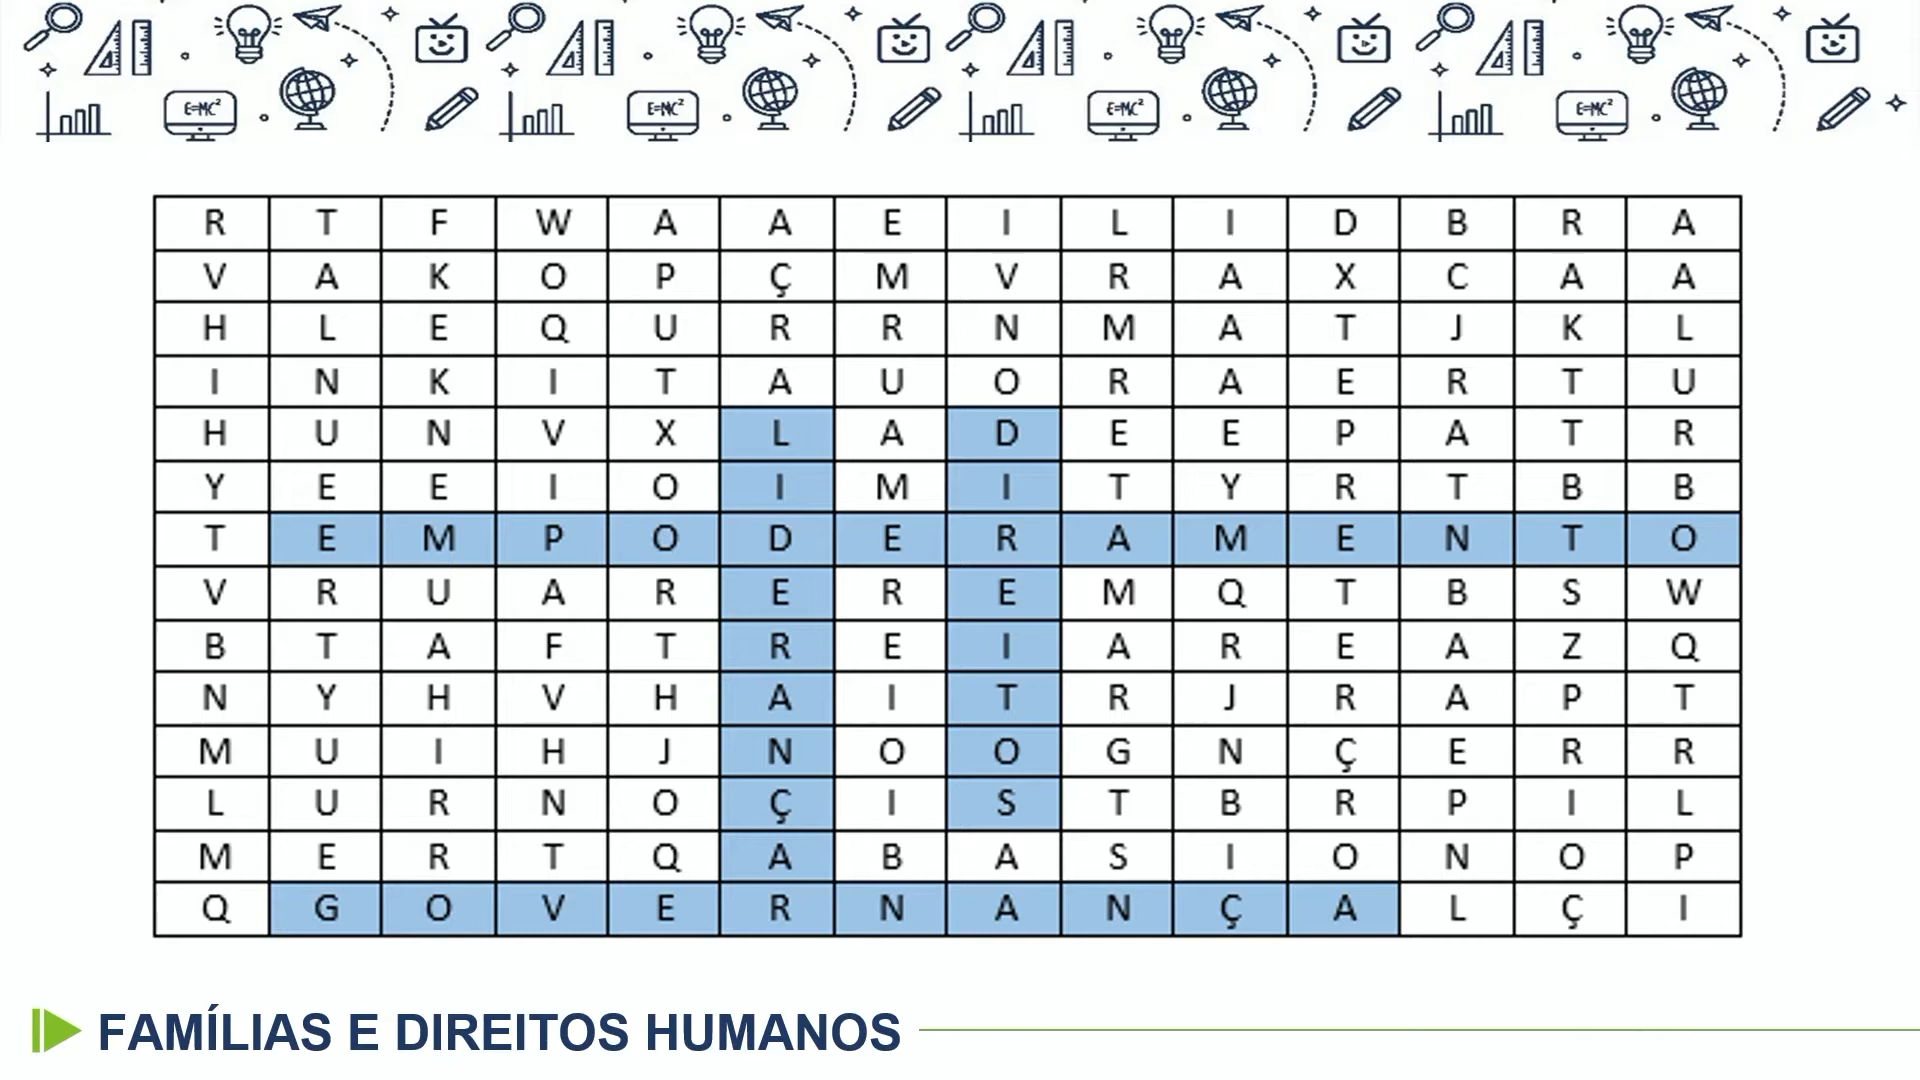 E=MC²
E=MC²
E=MC²
E=MC²
R T F W A A E I L I D B R A
V A K O P Ç M V R A X C A A
H L E Q U R R N M A T J K L
I N K I T A U O R A E R T U
H U N V X L A D E E P A T R
Y E E I O I M I T Y R T B B
T E M P O D E R A M E N T O
V R U A R E R E M Q T B S W
B T A F T R E I A R E A Z Q
N Y H V H A I T R J R A P T
M U I H J N O O G N Ç E R R
L U R N O Ç I S T B R P I L
M E R T Q A B A S I O N O P
Q G O V E R N A N Ç A L Ç I
FAMÍLIAS E DIREITOS HUMANOS